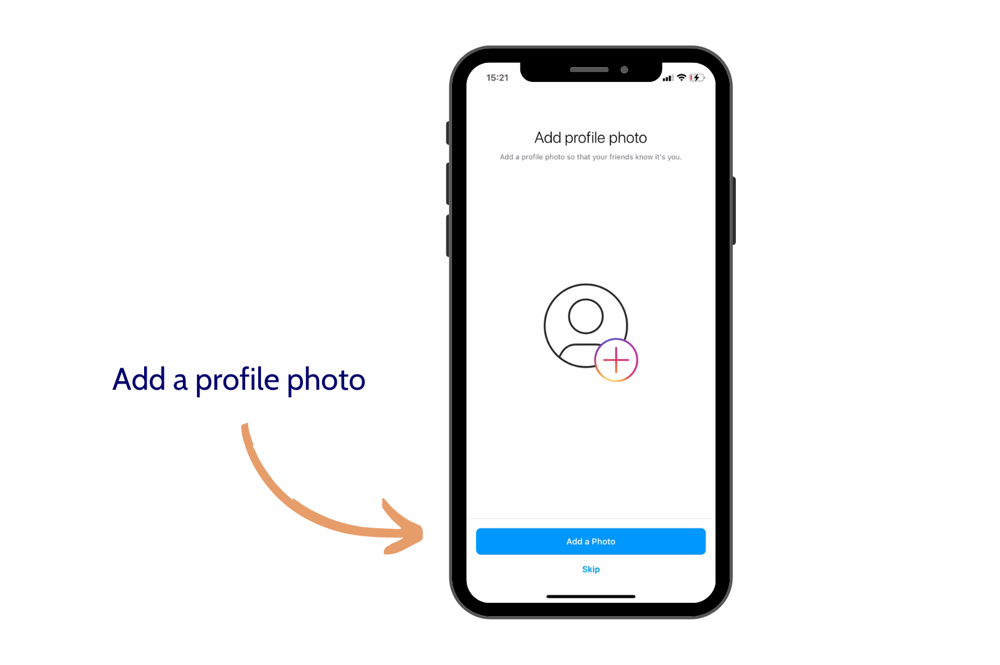 15:21
Add profile photo
Add a profile photo so that your friends know it's you.
Add a profile photo
Add a Photo
Skip